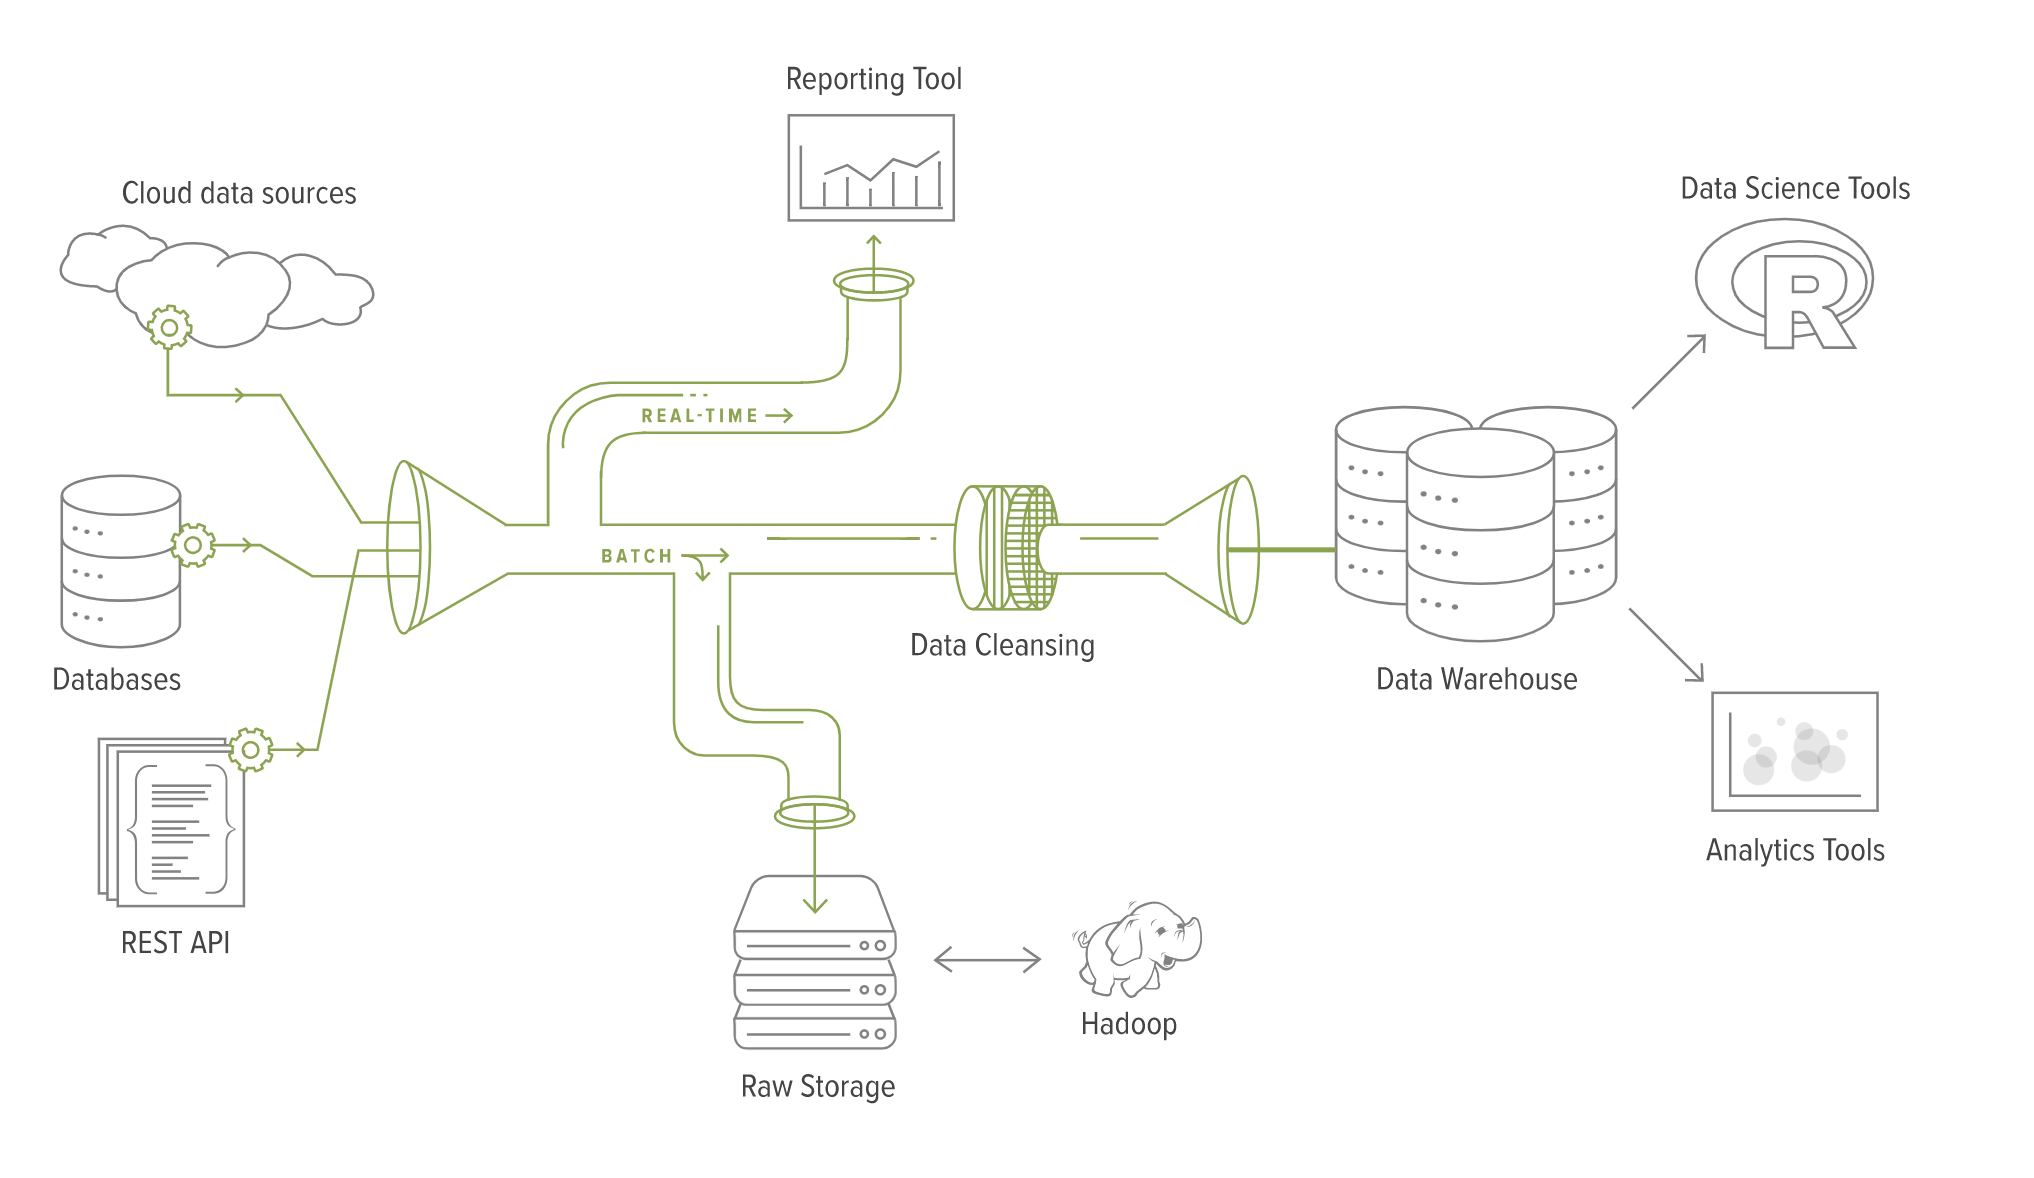 Reporting Tool
Cloud data sources
Data Science Tools
R
REAL-TIME
BATCH
Data Cleansing
Databases
Data Warehouse
Analytics Tools
REST API
Hadoop
Raw Storage